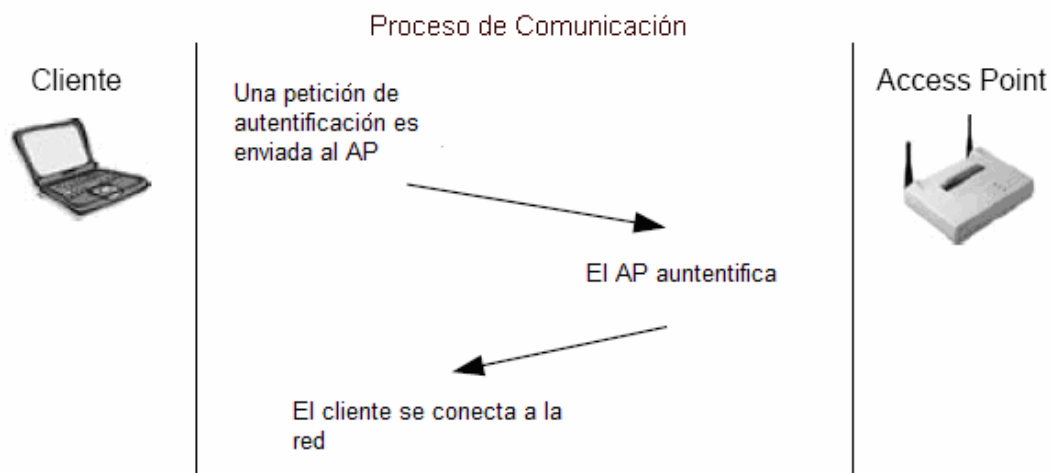 Proceso de Comunicación
Cliente
Access Point
Una petición de
autentificación es
enviada al AP
El AP auntentifica
El cliente se conecta a la
red